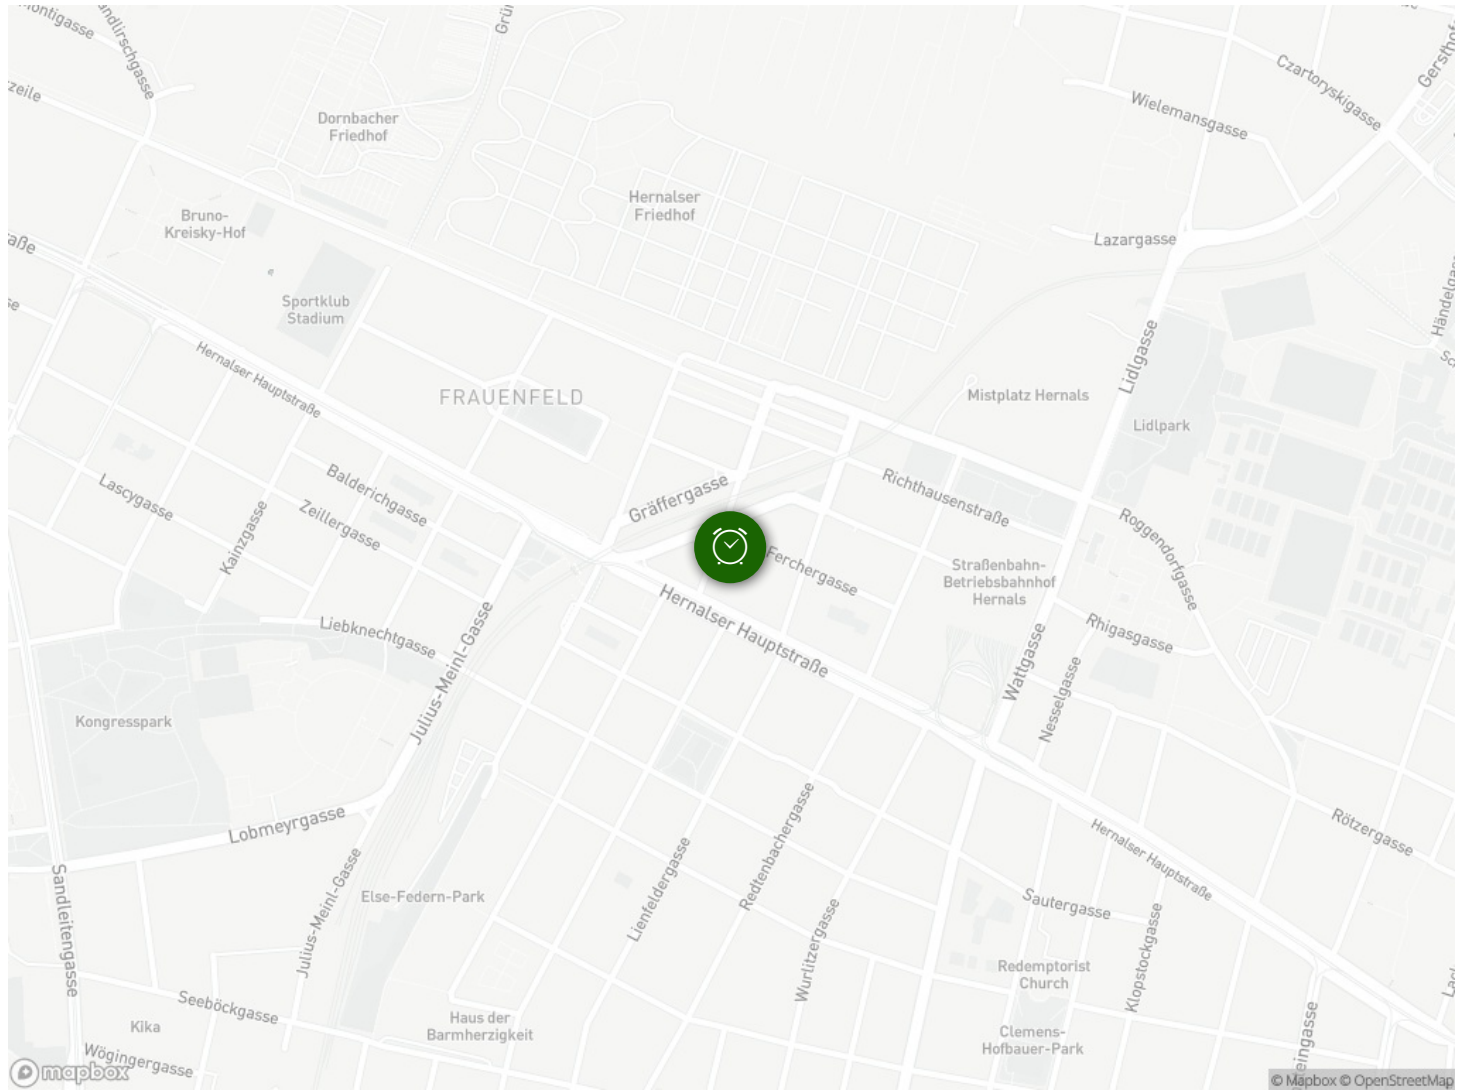 Czartoryskigasse
Wielemansgasse
Dornbacher
Friedhof
Hernalser
Friedhof
Bruno-
Kreisky-Hof
Lazargasse
Sportklub
Stadium
Lidlgasse
Hernalser Hauptstraße
FRAUENFELD
Mistplatz Hernals
Lidlpark
Balderichgasse
Lascygasse
Zeillergasse
Kainzgasse
Gräffergasse
Richthausenstraße
Roggendorfgasse
Ferchergasse
Straßenbahn-
Betriebsbahnhof
Hernals
Hernalser Hauptstraße
Liebknechtgasse
Julius-Meinl-Gasse
Rhigasgasse
Wattgasse
Nesselgasse
Kongresspark
Lobmeyrgasse
Rötzergasse
Hernalser Hauptstraße
Sandleitengasse
Julius-Meinl-Gasse
Else-Federn-Park
Lienfeldergasse
Redtenbachergasse
Wurlitzergasse
Sautergasse
Klopstockgasse
Redemptorist
Church
Seeböckgasse
Kika
Haus der
Barmherzigkeit
Clemens-
Hofbauer-Park
Wögingergasse
mapbox
© Mapbox © OpenStreetMap